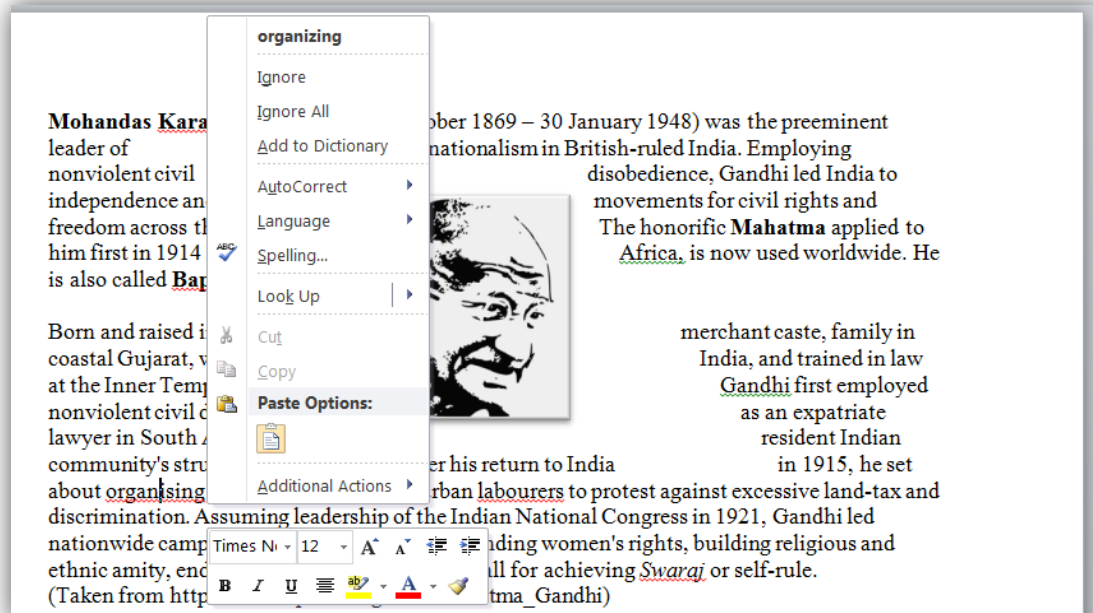 organizing
Ignore
Ignore All
Add to Dictionary
AutoCorrect
Language
ABC Spelling...
Look Up
Cut
Copy
Paste Options:
Additional Actions
Mohandas Kara ober 1869 – 30 January 1948) was the preeminent
leader of nationalism in British-ruled India. Employing
nonviolent civil disobedience, Gandhi led India to
independence an movements for civil rights and
freedom across th The honorific Mahatma applied to
him first in 1914 Africa, is now used worldwide. He
is also called Bap
Born and raised i merchant caste, family in
coastal Gujarat, w India, and trained in law
at the Inner Temp Gandhi first employed
nonviolent civil d as an expatriate
lawyer in South A resident Indian
community's stru er his return to India in 1915, he set
about organising rban labourers to protest against excessive land-tax and
discrimination. Assuming leadership of the Indian National Congress in 1921, Gandhi led
nationwide camp nding women's rights, building religious and
ethnic amity, end all for achieving Swaraj or self-rule.
(Taken from http tma_Gandhi)
Times N 12 A A
B I U ab A